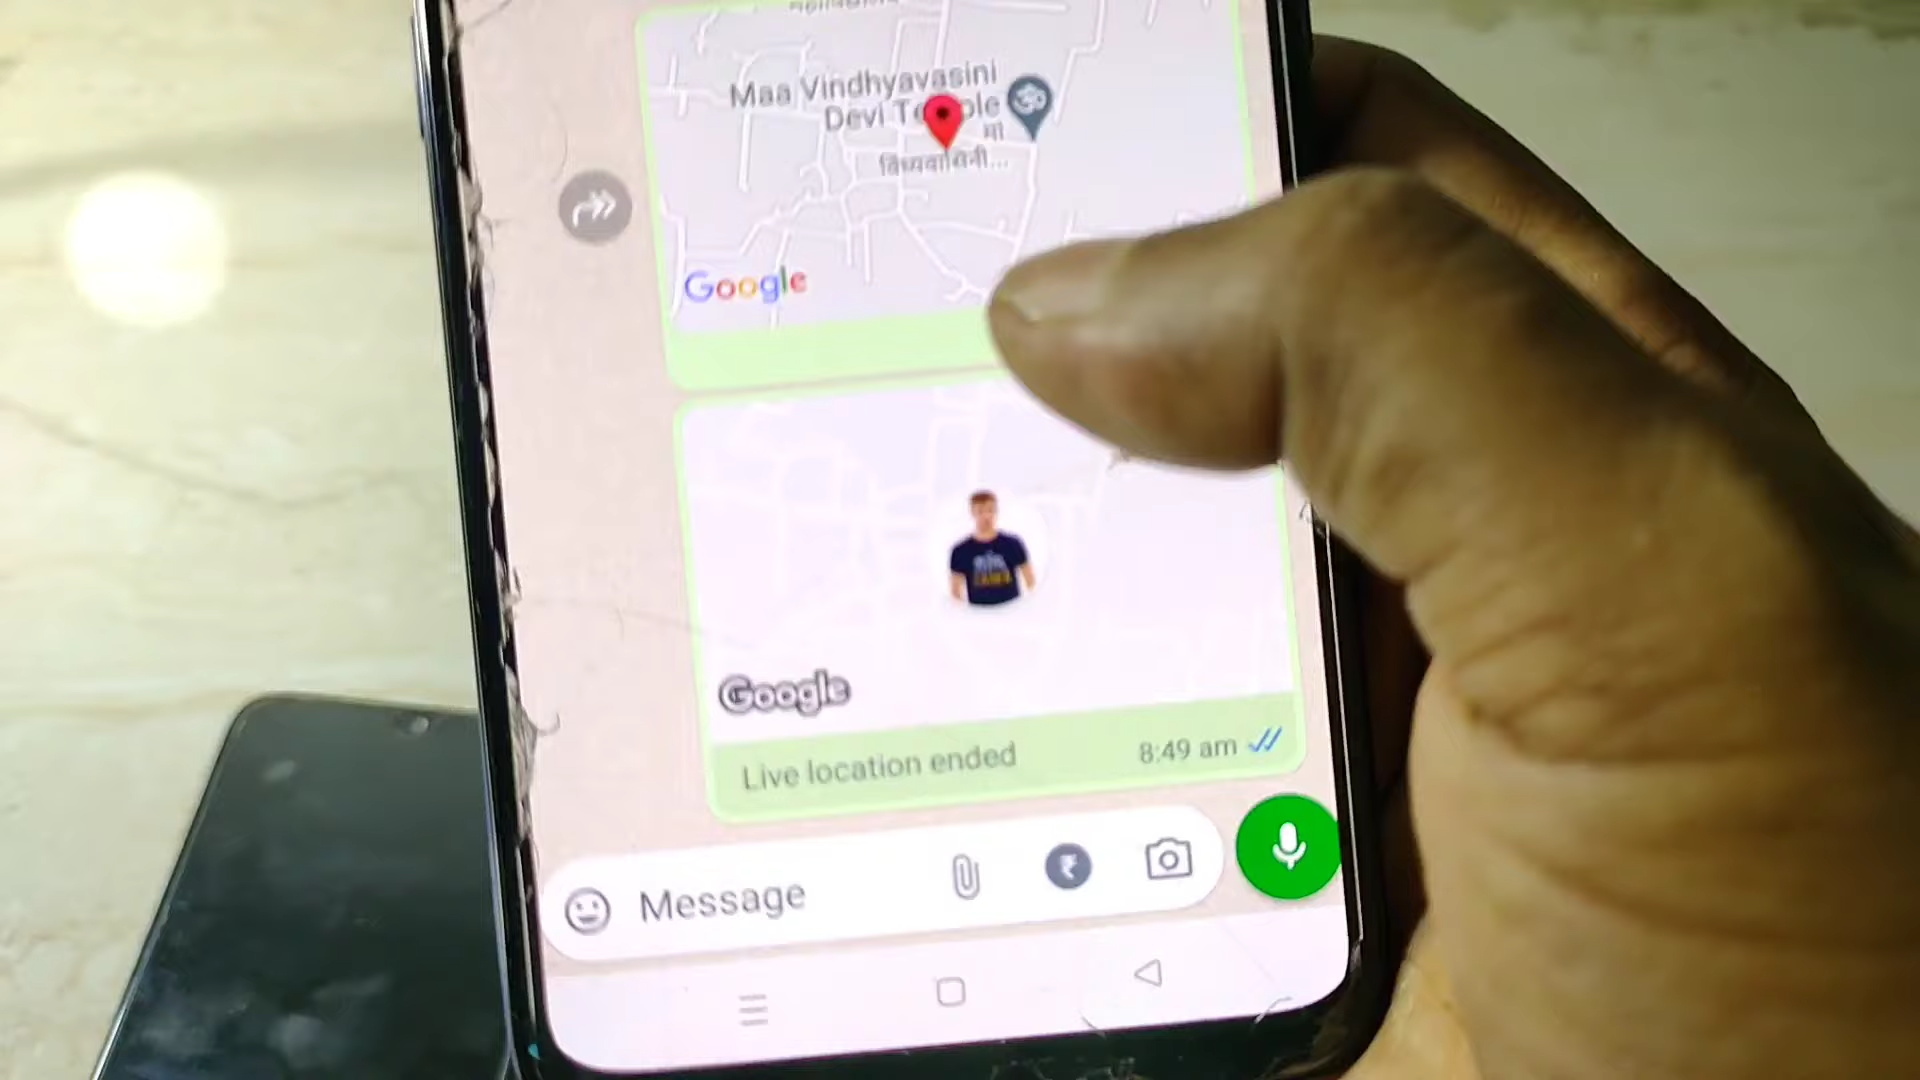 Maa Vindhyavasini
Devi Temple
मा
Google
Google
Live location ended
8:49 am
Message